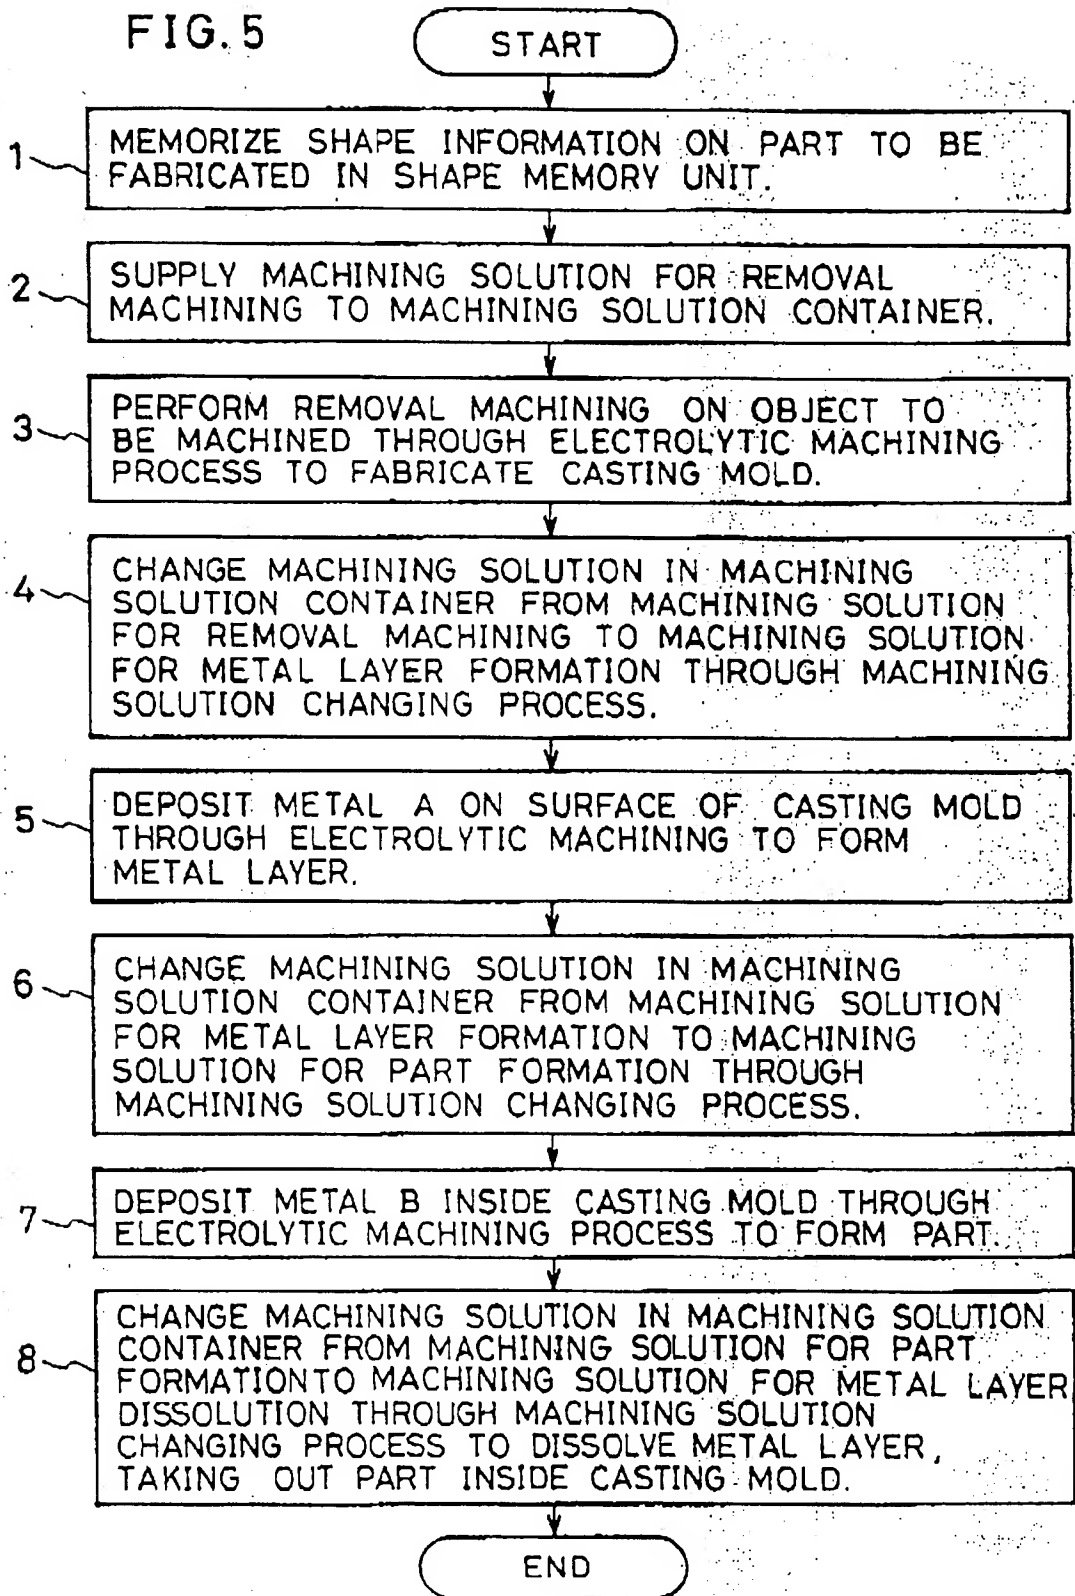 FIG. 5
START
1
MEMORIZE SHAPE INFORMATION ON PART TO BE
FABRICATED IN SHAPE MEMORY UNIT.
2
SUPPLY MACHINING SOLUTION FOR REMOVAL
MACHINING TO MACHINING SOLUTION CONTAINER.
3
PERFORM REMOVAL MACHINING ON OBJECT TO
BE MACHINED THROUGH ELECTROLYTIC MACHINING
PROCESS TO FABRICATE CASTING MOLD.
4
CHANGE MACHINING SOLUTION IN MACHINING
SOLUTION CONTAINER FROM MACHINING SOLUTION
FOR REMOVAL MACHINING TO MACHINING SOLUTION
FOR METAL LAYER FORMATION THROUGH MACHINING
SOLUTION CHANGING PROCESS.
5
DEPOSIT METAL A ON SURFACE OF CASTING MOLD
THROUGH ELECTROLYTIC MACHINING TO FORM
METAL LAYER.
6
CHANGE MACHINING SOLUTION IN MACHINING
SOLUTION CONTAINER FROM MACHINING SOLUTION
FOR METAL LAYER FORMATION TO MACHINING
SOLUTION FOR PART FORMATION THROUGH
MACHINING SOLUTION CHANGING PROCESS.
7
DEPOSIT METAL B INSIDE CASTING MOLD THROUGH
ELECTROLYTIC MACHINING PROCESS TO FORM PART.
8
CHANGE MACHINING SOLUTION IN MACHINING SOLUTION
CONTAINER FROM MACHINING SOLUTION FOR PART
FORMATIONTO MACHINING SOLUTION FOR METAL LAYER
DISSOLUTION THROUGH MACHINING SOLUTION
CHANGING PROCESS TO DISSOLVE METAL LAYER,
TAKING OUT PART INSIDE CASTING MOLD.
END